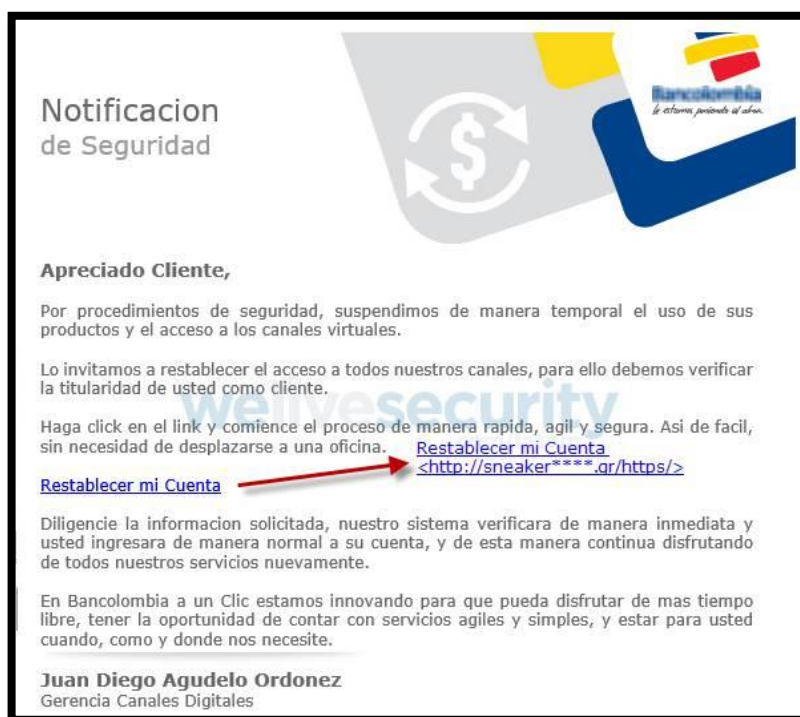 Bancolombia
le estamos poniendo el alma.
Notificacion
de Seguridad
Apreciado Cliente,
Por procedimientos de seguridad, suspendimos de manera temporal el uso de sus
productos y el acceso a los canales virtuales.
Lo invitamos a restablecer el acceso a todos nuestros canales, para ello debemos verificar
la titularidad de usted como cliente.
welivesecurity
Haga click en el link y comience el proceso de manera rapida, agil y segura. Asi de facil,
sin necesidad de desplazarse a una oficina.
Restablecer mi Cuenta
<http://sneaker****.gr/https/>
Restablecer mi Cuenta
Diligencie la informacion solicitada, nuestro sistema verificara de manera inmediata y
usted ingresara de manera normal a su cuenta, y de esta manera continua disfrutando
de todos nuestros servicios nuevamente.
En Bancolombia a un Clic estamos innovando para que pueda disfrutar de mas tiempo
libre, tener la oportunidad de contar con servicios agiles y simples, y estar para usted
cuando, como y donde nos necesite.
Juan Diego Agudelo Ordonez
Gerencia Canales Digitales